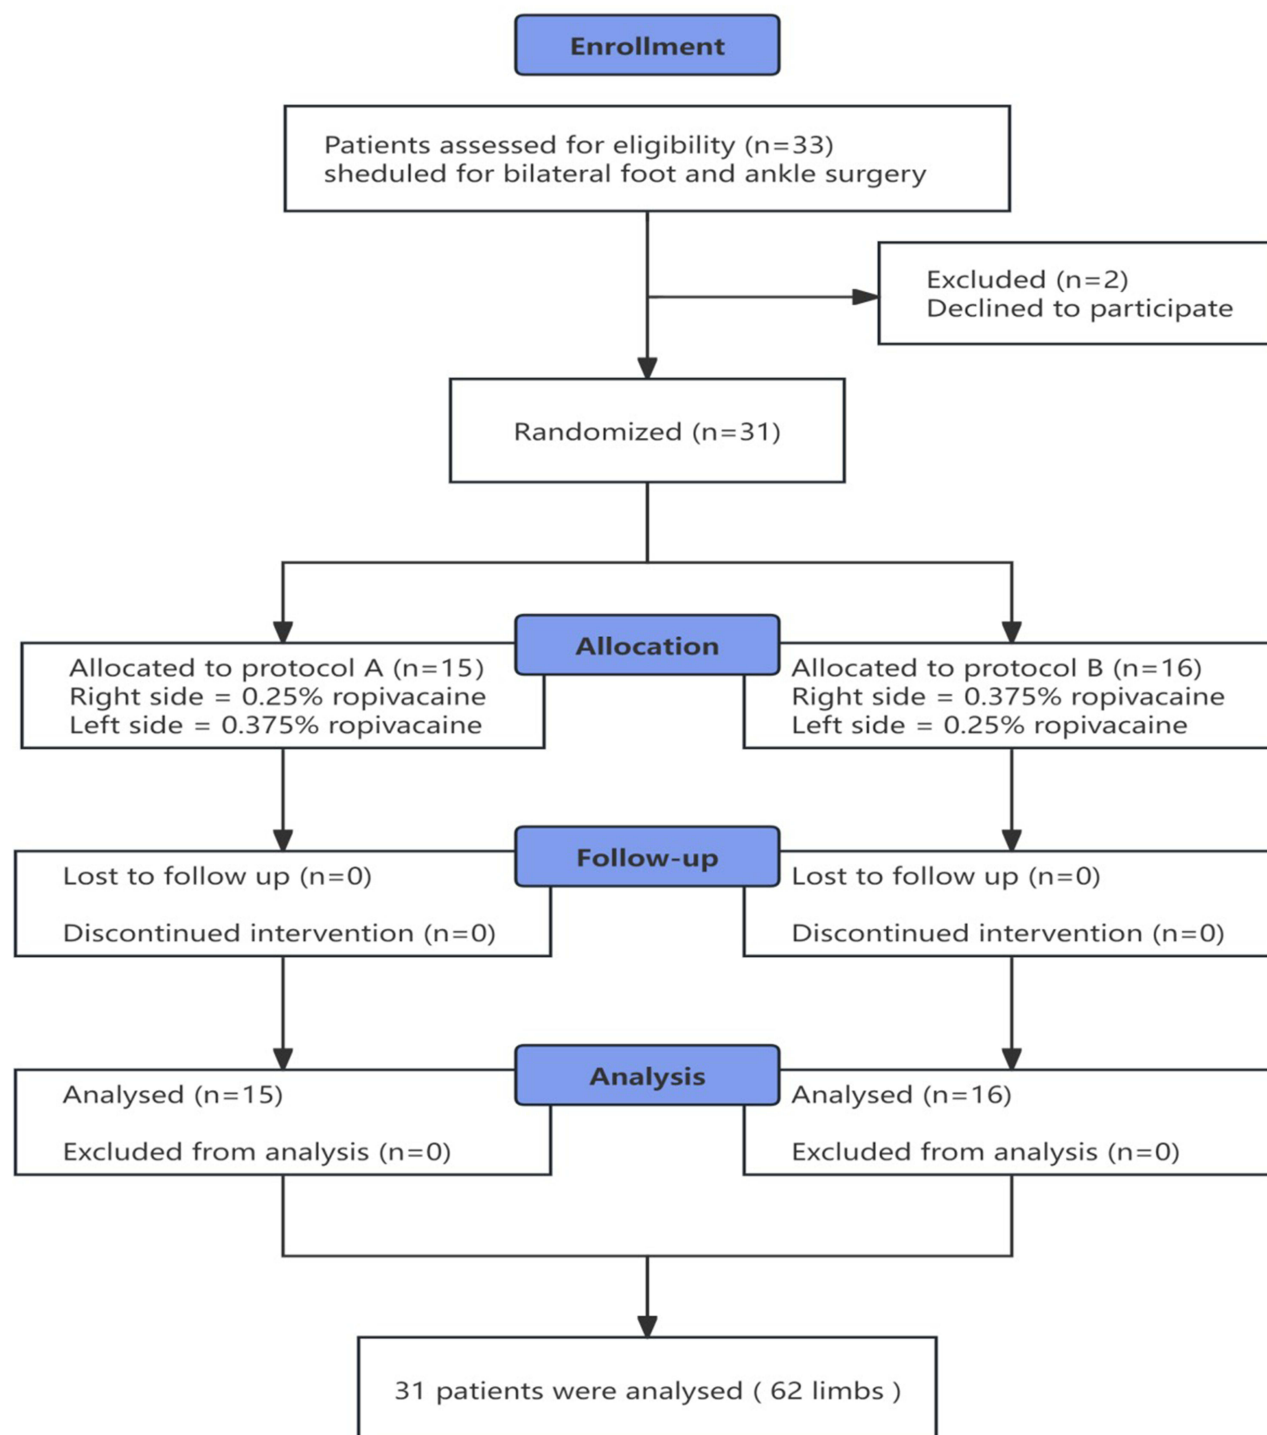 Enrollment
Patients assessed for eligibility (n=33)
sheduled for bilateral foot and ankle surgery
Excluded (n=2)
Declined to participate
Randomized (n=31)
Allocation
Allocated to protocol A (n=15)
Right side = 0.25% ropivacaine
Left side = 0.375% ropivacaine
Allocated to protocol B (n=16)
Right side = 0.375% ropivacaine
Left side = 0.25% ropivacaine
Follow-up
Lost to follow up (n=0)
Discontinued intervention (n=0)
Lost to follow up (n=0)
Discontinued intervention (n=0)
Analysis
Analysed (n=15)
Excluded from analysis (n=0)
Analysed (n=16)
Excluded from analysis (n=0)
31 patients were analysed ( 62 limbs )